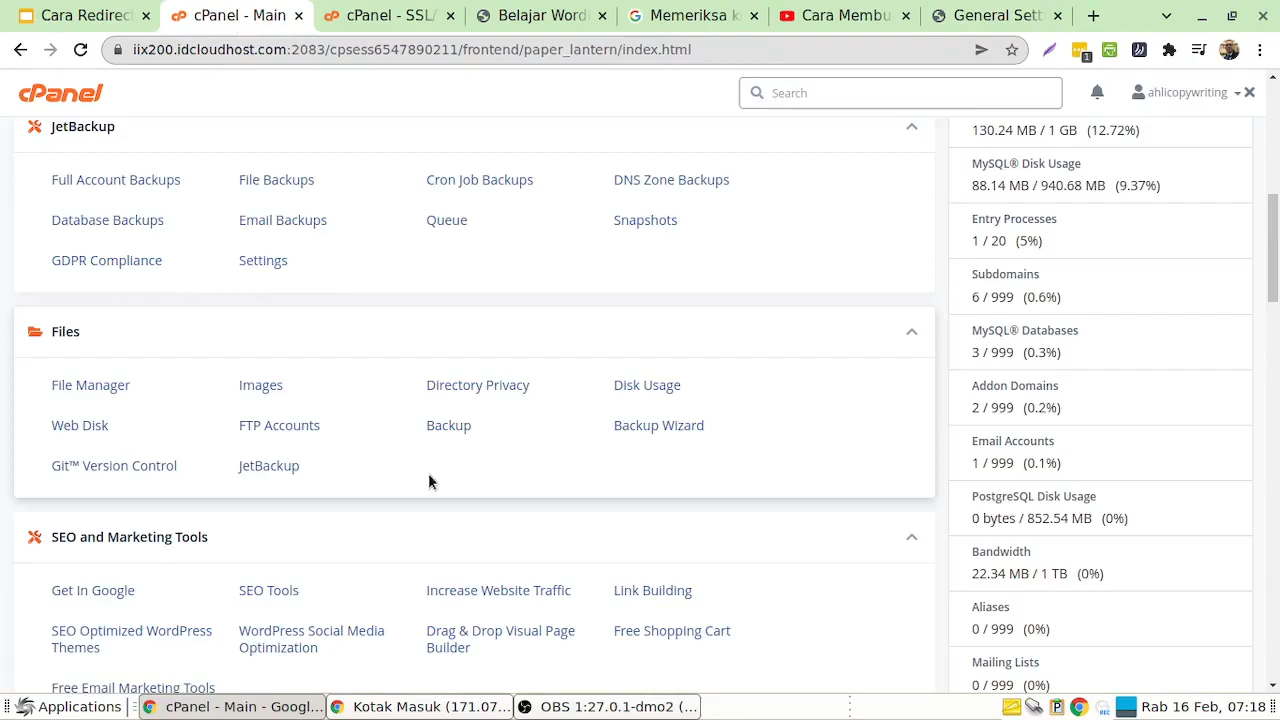 Cara Redirect
cPanel - Main
cPanel - SSL/
Belajar Word
Memeriksa k
Cara Membu
General Sett
iix200.idcloudhost.com:2083/cpsess6547890211/frontend/paper_lantern/index.html
1
cPanel
Search
ahlicopywriting
JetBackup
Full Account Backups
File Backups
Cron Job Backups
DNS Zone Backups
Database Backups
Email Backups
Queue
Snapshots
GDPR Compliance
Settings
Files
File Manager
Images
Directory Privacy
Disk Usage
Web Disk
FTP Accounts
Backup
Backup Wizard
Git™ Version Control
JetBackup
SEO and Marketing Tools
Get In Google
SEO Tools
Increase Website Traffic
Link Building
SEO Optimized WordPress
Themes
WordPress Social Media
Optimization
Drag & Drop Visual Page
Builder
Free Shopping Cart
Free Email Marketing Tools
130.24 MB / 1 GB (12.72%)
MySQL® Disk Usage
88.14 MB / 940.68 MB (9.37%)
Entry Processes
1 / 20 (5%)
Subdomains
6 / 999 (0.6%)
MySQL® Databases
3 / 999 (0.3%)
Addon Domains
2 / 999 (0.2%)
Email Accounts
1 / 999 (0.1%)
PostgreSQL Disk Usage
0 bytes / 852.54 MB (0%)
Bandwidth
22.34 MB / 1 TB (0%)
Aliases
0 / 999 (0%)
Mailing Lists
0 / 999 (0%)
Applications
cPanel - Main - Googl...
Kotak Masuk (171.07...
OBS 1:27.0.1-dmo2 (...
Rab 16 Feb, 07:18